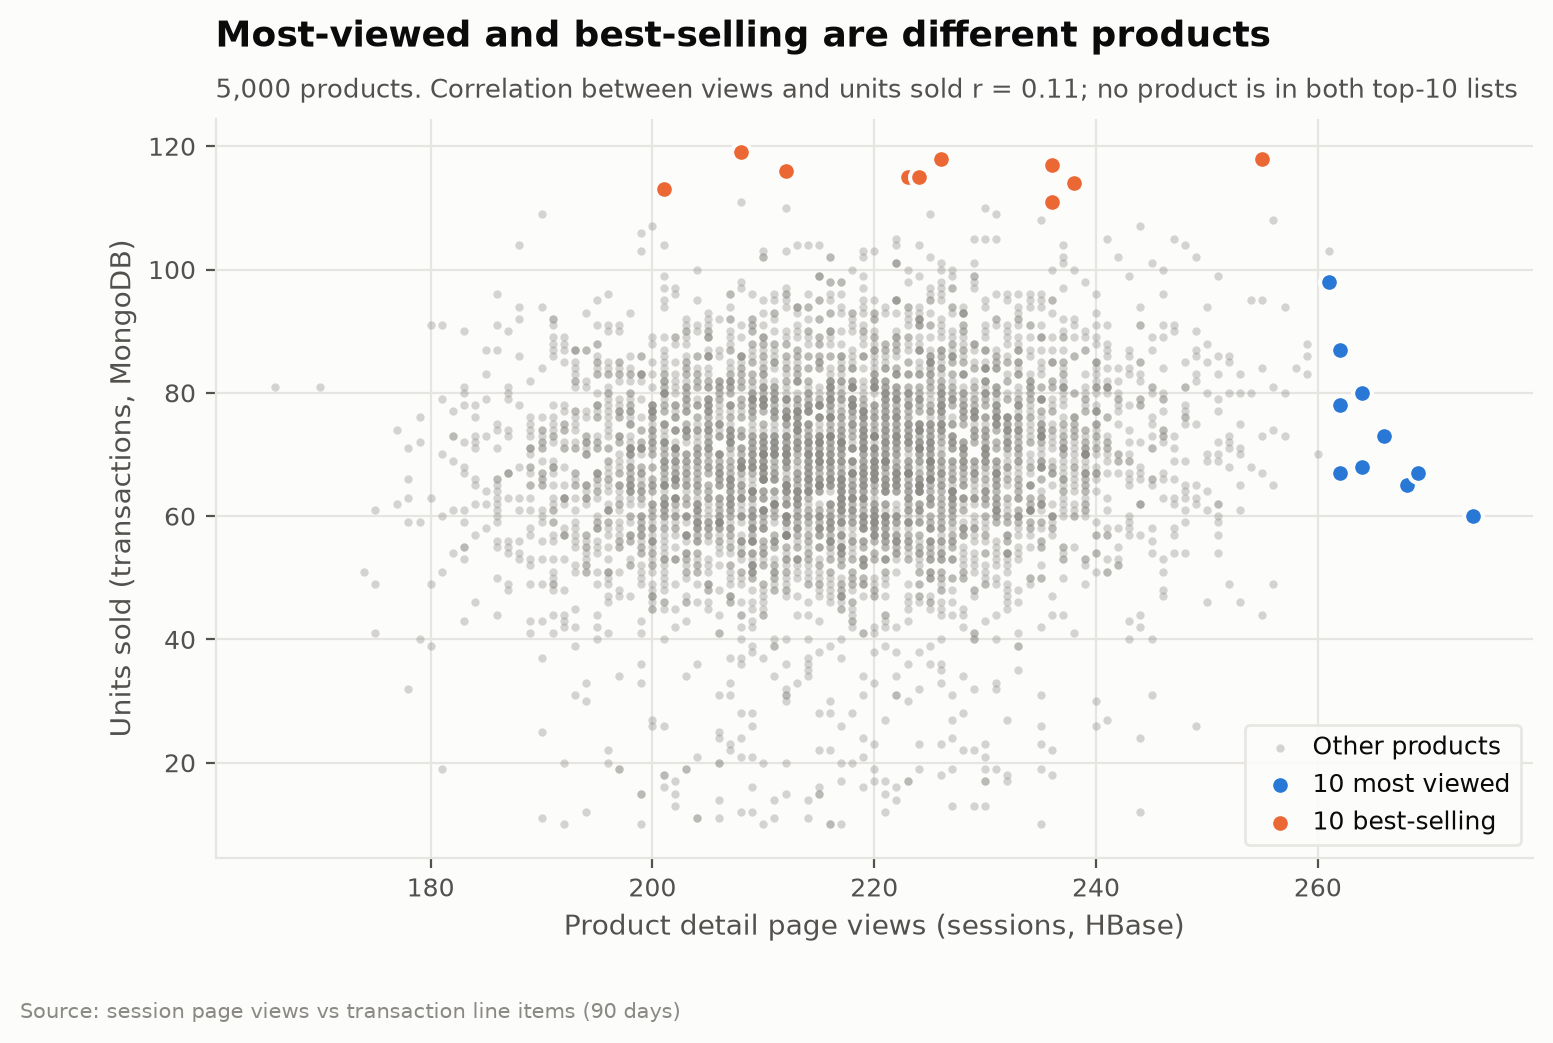 Most-viewed and best-selling are different products
5,000 products. Correlation between views and units sold r = 0.11; no product is in both top-10 lists
120
100
80
60
40
20
Units sold (transactions, MongoDB)
180
200
220
240
260
Product detail page views (sessions, HBase)
Other products
10 most viewed
10 best-selling
Source: session page views vs transaction line items (90 days)